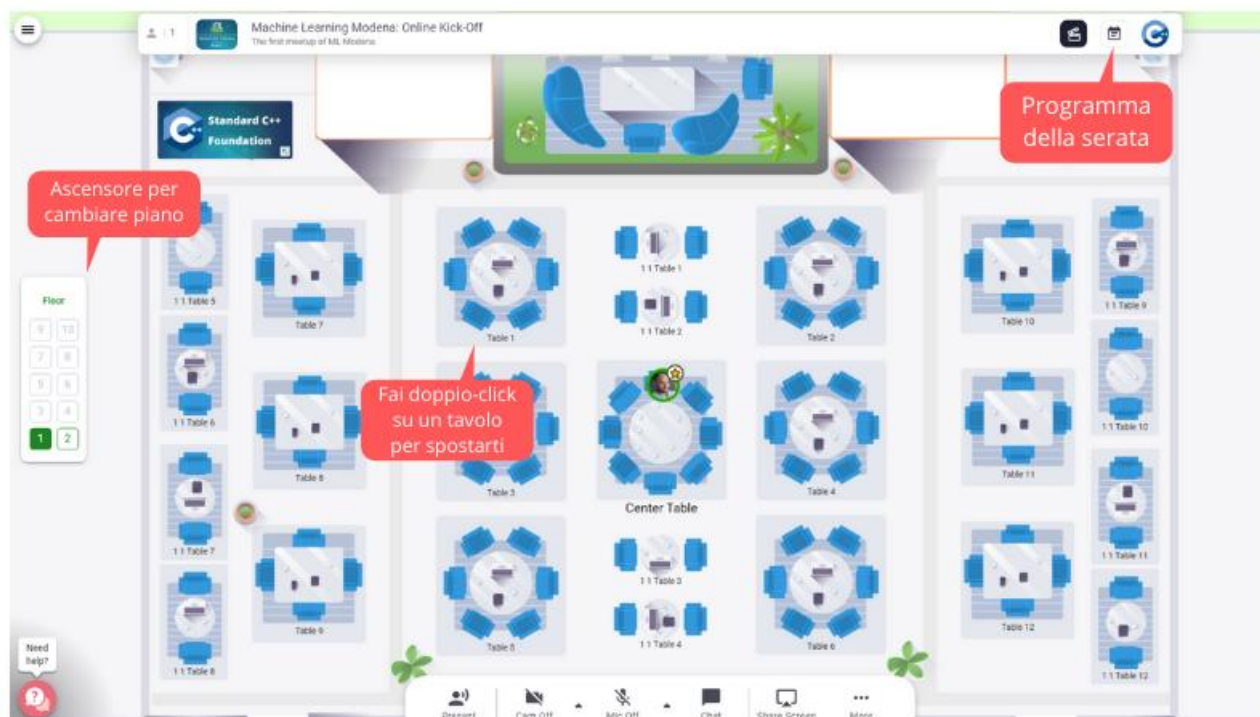 1
Machine Learning Modena: Online Kick-Off
The first meetup of ML Modena
Programma
della serata
Standard C++
Foundation
Ascensore per
cambiare piano
Floor
9 10
7 8
5 6
3 4
1 2
1 1 Table 5
1 1 Table 6
1 1 Table 7
1 1 Table 8
Table 7
Table 8
Table 9
Table 1
Fai doppio-click
su un tavolo
per spostarti
Table 3
Table 5
1 1 Table 1
1 1 Table 2
Center Table
1 1 Table 3
1 1 Table 4
Table 2
Table 4
Table 6
Table 10
Table 11
Table 12
1 1 Table 9
1 1 Table 10
1 1 Table 11
1 1 Table 12
Need
help?
Present
Cam Off
Mic Off
Chat
Share Screen
More